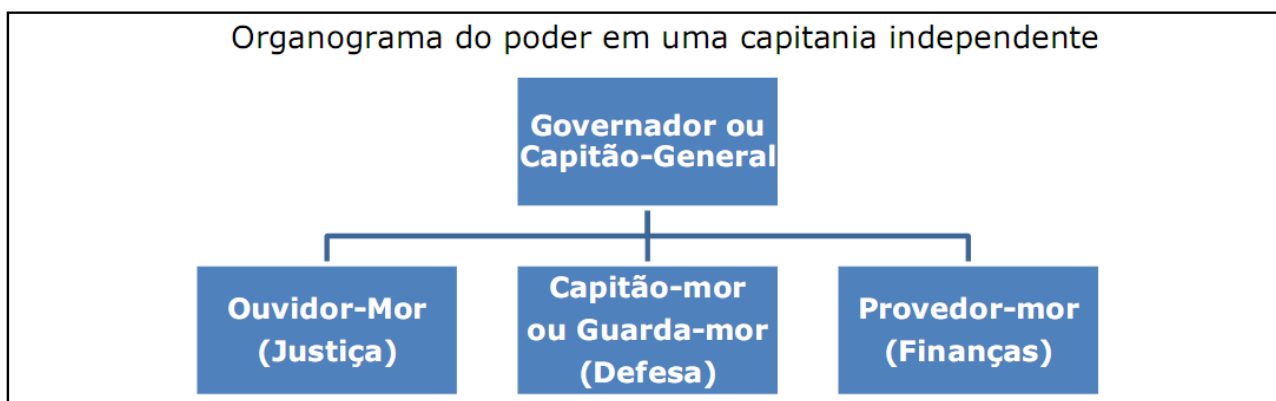 Organograma do poder em uma capitania independente
Governador ou
Capitão-General
Ouvidor-Mor
(Justiça)
Capitão-mor
ou Guarda-mor
(Defesa)
Provedor-mor
(Finanças)